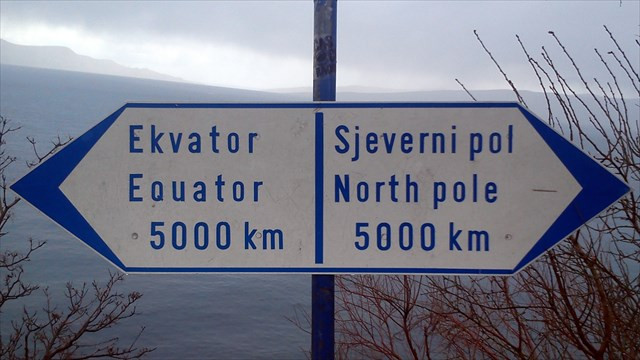 Ekvator
Equator
5000 km
Sjeverni pol
North pole
5000 km